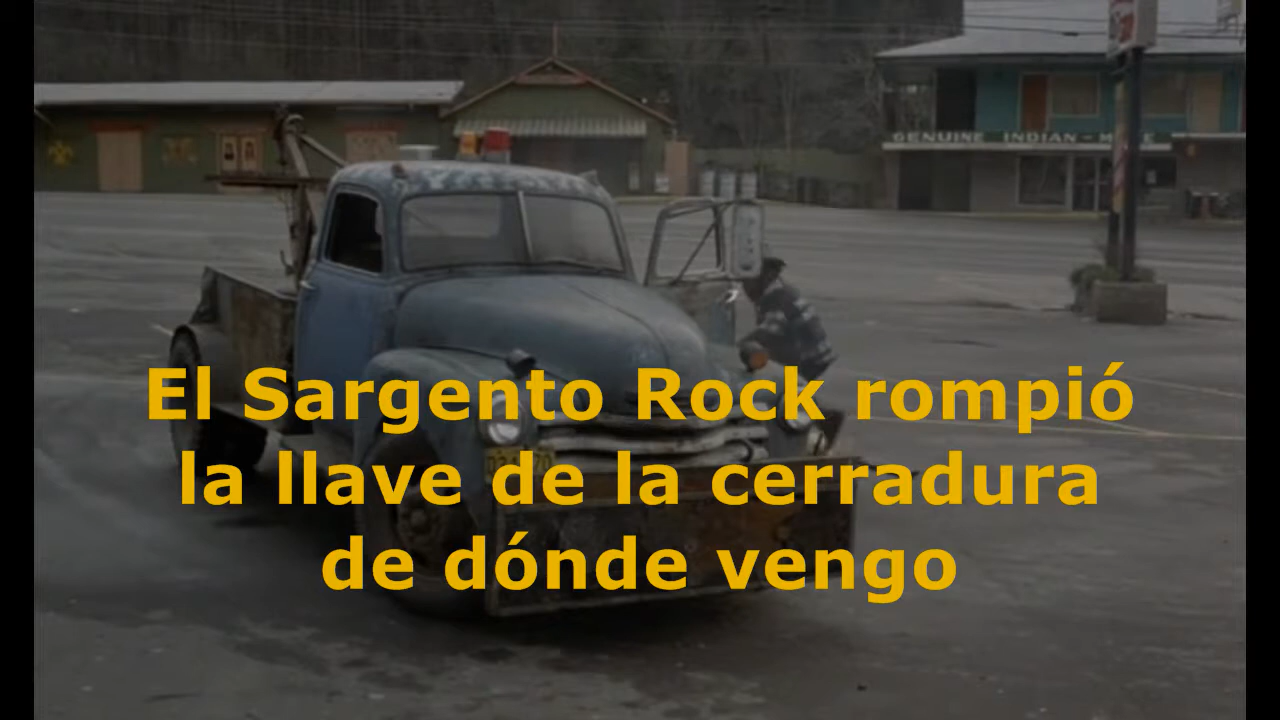 GENUINE INDIAN-M
El Sargento Rock rompió
la llave de la cerradura
de dónde vengo